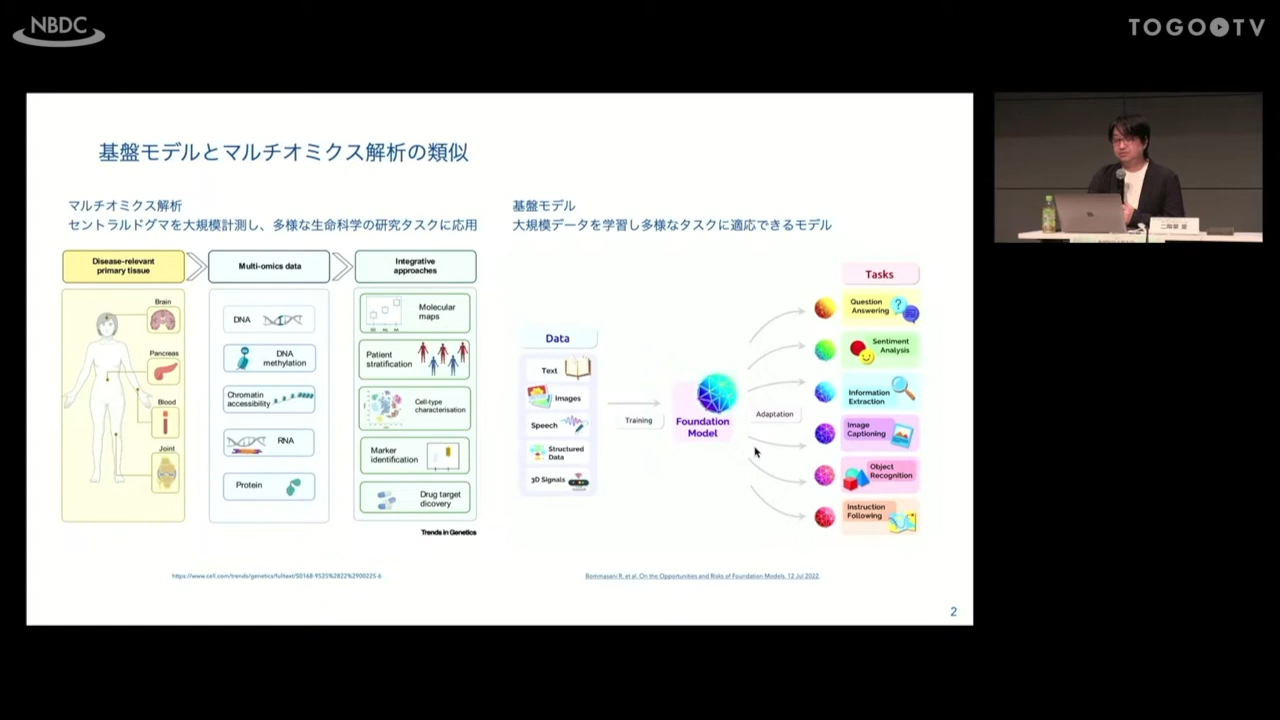 NBDC
TOGOTV
基盤モデルとマルチオミクス解析の類似
マルチオミクス解析
セントラルドグマを大規模計測し、多様な生命科学の研究タスクに応用
Disease-relevant
primary tissue
Multi-omics data
Integrative
approaches
Brain
Pancreas
Blood
Joint
DNA
DNA
methylation
Chromatin
accessibility
RNA
Protein
Molecular
maps
Patient
stratification
Cell-type
characterisation
Marker
identification
Drug target
dicovery
Trends in Genetics
https://www.cell.com/trends/genetics/fulltext/S0168-9525%2822%2900225-6
基盤モデル
大規模データを学習し多様なタスクに適応できるモデル
Data
Text
Images
Speech
Structured
Data
3D Signals
Training
Foundation
Model
Adaptation
Tasks
Question
Answering
Sentiment
Analysis
Information
Extraction
Image
Captioning
Object
Recognition
Instruction
Following
Bommasani R, et al. On the Opportunities and Risks of Foundation Models. 12 Jul 2022.
2